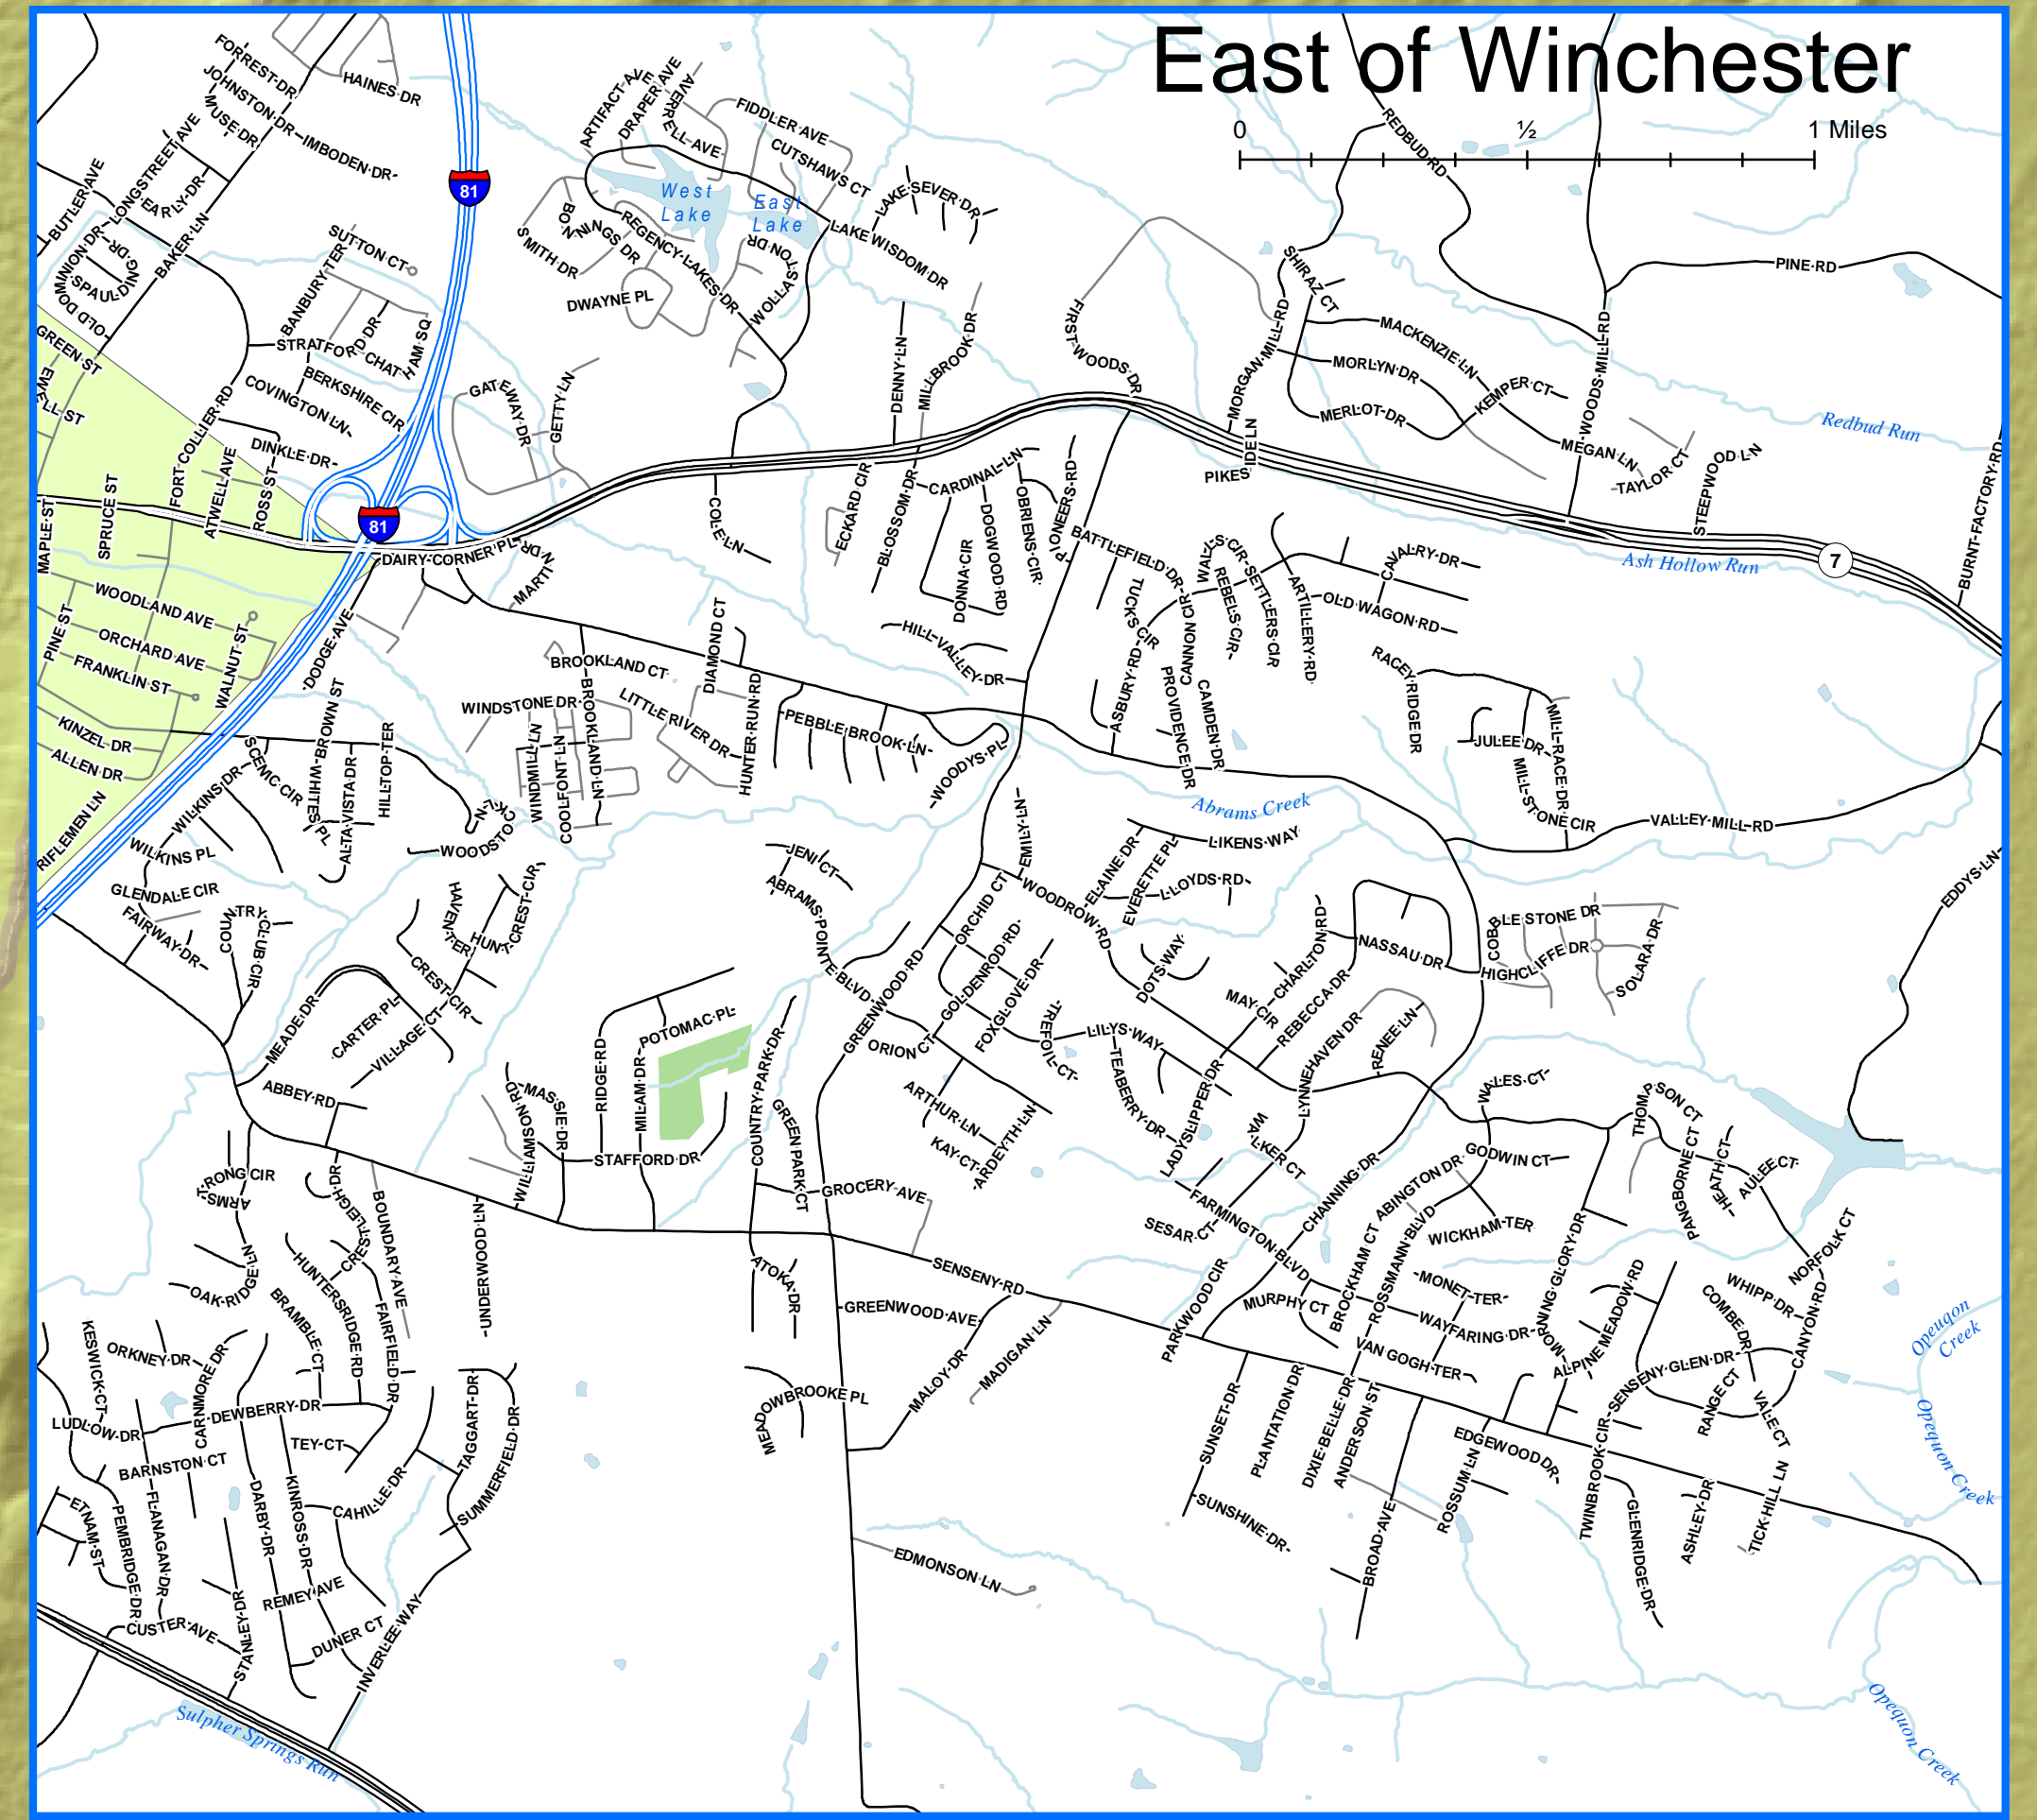 East of Winchester
0 ½ 1 Miles
FORREST DR
JOHNSTON DR
MUSE DR
IMBODEN DR
HAINES DR
LONGSTREET AVE
BUTLER AVE
EARLY DR
BAKER LN
OLD DOMINION DR
SPAULDING DR
GREEN ST
EWELL ST
SUTTON CT
BANBURY TER
STRATFORD DR
CHATHAM SQ
BERKSHIRE CIR
COVINGTON LN
DINKLE DR
FORT COLLIER RD
ATWELL AVE
ROSS ST
SPRUCE ST
MAPLE ST
81
81
ARTIFACT AVE
DRAPER AVE
AVERRELL AVE
FIDDLER AVE
CUTSHAWS CT
West Lake
East Lake
LAKE SEVER DR
LAKE WISDOM DR
BONNINGS DR
SMITH DR
REGENCY LAKES DR
DWAYNE PL
WOLLASTON DR
GATEWAY DR
GETTY LN
DENNY LN
MILLBROOK DR
FIRST WOODS DR
REDBUD RD
SHIRAZ CT
PINE RD
MORGAN MILL RD
MACKENZIE LN
MORLYN DR
MERLOT DR
KEMPER CT
WOODS MILL RD
MEGAN LN
TAYLOR CT
STEEPWOOD LN
PIKESIDE LN
Redbud Run
Ash Hollow Run
7
BURNT FACTORY RD
DAIRY CORNER PL
MARTIN DR
COLE LN
ECKARD CIR
BLOSSOM DR
CARDINAL LN
DOGWOOD RD
OBRIENS CIR
DONNA CIR
PIONEERS RD
BATTLEFIELD DR
TUCKS CIR
WALLS CIR
REBELS CIR
SETTLERS CIR
ARTILLERY RD
CAVALRY DR
OLD WAGON RD
CANNON CIR
ASBURY RD
PROVIDENCE DR
CAMDEN DR
HILL VALLEY DR
RACEY RIDGE DR
JULEE DR
MILL RACE DR
MILL STONE CIR
VALLEY MILL RD
EDDYS LN
Abrams Creek
WOODLAND AVE
ORCHARD AVE
FRANKLIN ST
PINE ST
WALNUT ST
KINZEL DR
ALLEN DR
RIFLEMEN LN
DODGE AVE
BROWN ST
WHITES PL
SCENIC CIR
ALTA VISTA DR
HILLTOP TER
WILKINS DR
WILKINS PL
GLENDALE CIR
FAIRWAY DR
COUNTRY CLUB CIR
WOODSTOCK LN
BROOKLAND CT
BROOKLAND LN
WINDSTONE DR
WINDMILL LN
COOLFONT LN
LITTLE RIVER DR
DIAMOND CT
HUNTER RUN RD
PEBBLE BROOK LN
WOODYS PL
HAVEN TER
HUNT CREST CIR
CREST CIR
MEADE DR
CARTER PL
VILLAGE CT
ABBEY RD
JENI CT
ABRAMS POINTE BLVD
EMILY LN
ORCHID CT
WOODROW RD
ELAINE DR
EVERETTE PL
LIKENS WAY
LLOYDS RD
DOTS WAY
GREENWOOD RD
GOLDENROD RD
FOXGLOVE DR
TREFOIL CT
LILYS WAY
TEABERRY DR
LADYSLIPPER DR
ORION CT
ARTHUR LN
KAY CT
ARDEYTH LN
MAY CIR
CHARLTON RD
REBECCA DR
NASSAU DR
COBBLE STONE DR
HIGHCLIFFE DR
SOLARA DR
LYNNEHAVEN DR
RENEE LN
WALKER CT
RIDGE RD
MILAM DR
POTOMAC PL
MASSIE DR
WILLIAMSON RD
STAFFORD DR
COUNTRY PARK DR
GREEN PARK CT
GROCERY AVE
SENSENY RD
ATOKA DR
GREENWOOD AVE
MALOY DR
MADIGAN LN
MEADOWBROOKE PL
EDMONSON LN
ARMSTRONG CIR
CRESTLEIGH DR
BOUNDARY AVE
UNDERWOOD LN
OAK RIDGE LN
HUNTERSRIDGE RD
BRAMBLE CT
FAIRFIELD DR
KESWICK CT
ORKNEY DR
CARNMORE DR
LUDLOW DR
DEWBERRY DR
TEY CT
BARNSTON CT
CAHILLE DR
TAGGART DR
SUMMERFIELD DR
DARBY DR
KINROSS DR
ETNAM ST
PEMBRIDGE DR
FLANAGAN DR
CUSTER AVE
STANLEY DR
REMEY AVE
DUNER CT
INVERLEE WAY
Sulpher Springs Run
SESAR CT
FARMINGTON BLVD
CHANNING DR
PARKWOOD CIR
MURPHY CT
BROCKHAM CT
ROSSMANN BLVD
ABINGTON DR
GODWIN CT
WALES CT
WICKHAM TER
MONET TER
WAYFARING DR
VAN GOGH TER
MORNING GLORY DR
ALPINE MEADOW RD
THOMPSON CT
PANGBORNE CT
HEATH CT
AULEE CT
NORFOLK CT
WHIPP DR
COMBE DR
CANYON RD
SENSENY GLEN DR
RANGE CT
VALE CT
SUNSET DR
PLANTATION DR
DIXIE BELLE DR
ANDERSON ST
SUNSHINE DR
BROAD AVE
ROSSUM LN
EDGEWOOD DR
TWINBROOK CIR
GLENRIDGE DR
ASHLEY DR
TICK HILL LN
Opeuqon Creek
Opequon Creek
Opequon Creek